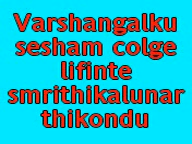 Varshangalku
sesham colge
lifinte
smrithikalunar
thikondu